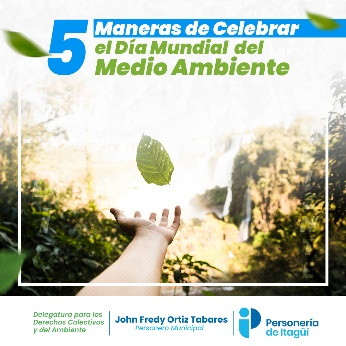 5 Maneras de Celebrar
el Día Mundial del
Medio Ambiente
Delegatura para los
Derechos Colectivos
y del Ambiente
John Fredy Ortiz Tabares
Personero Municipal
Personería
de Itagüí